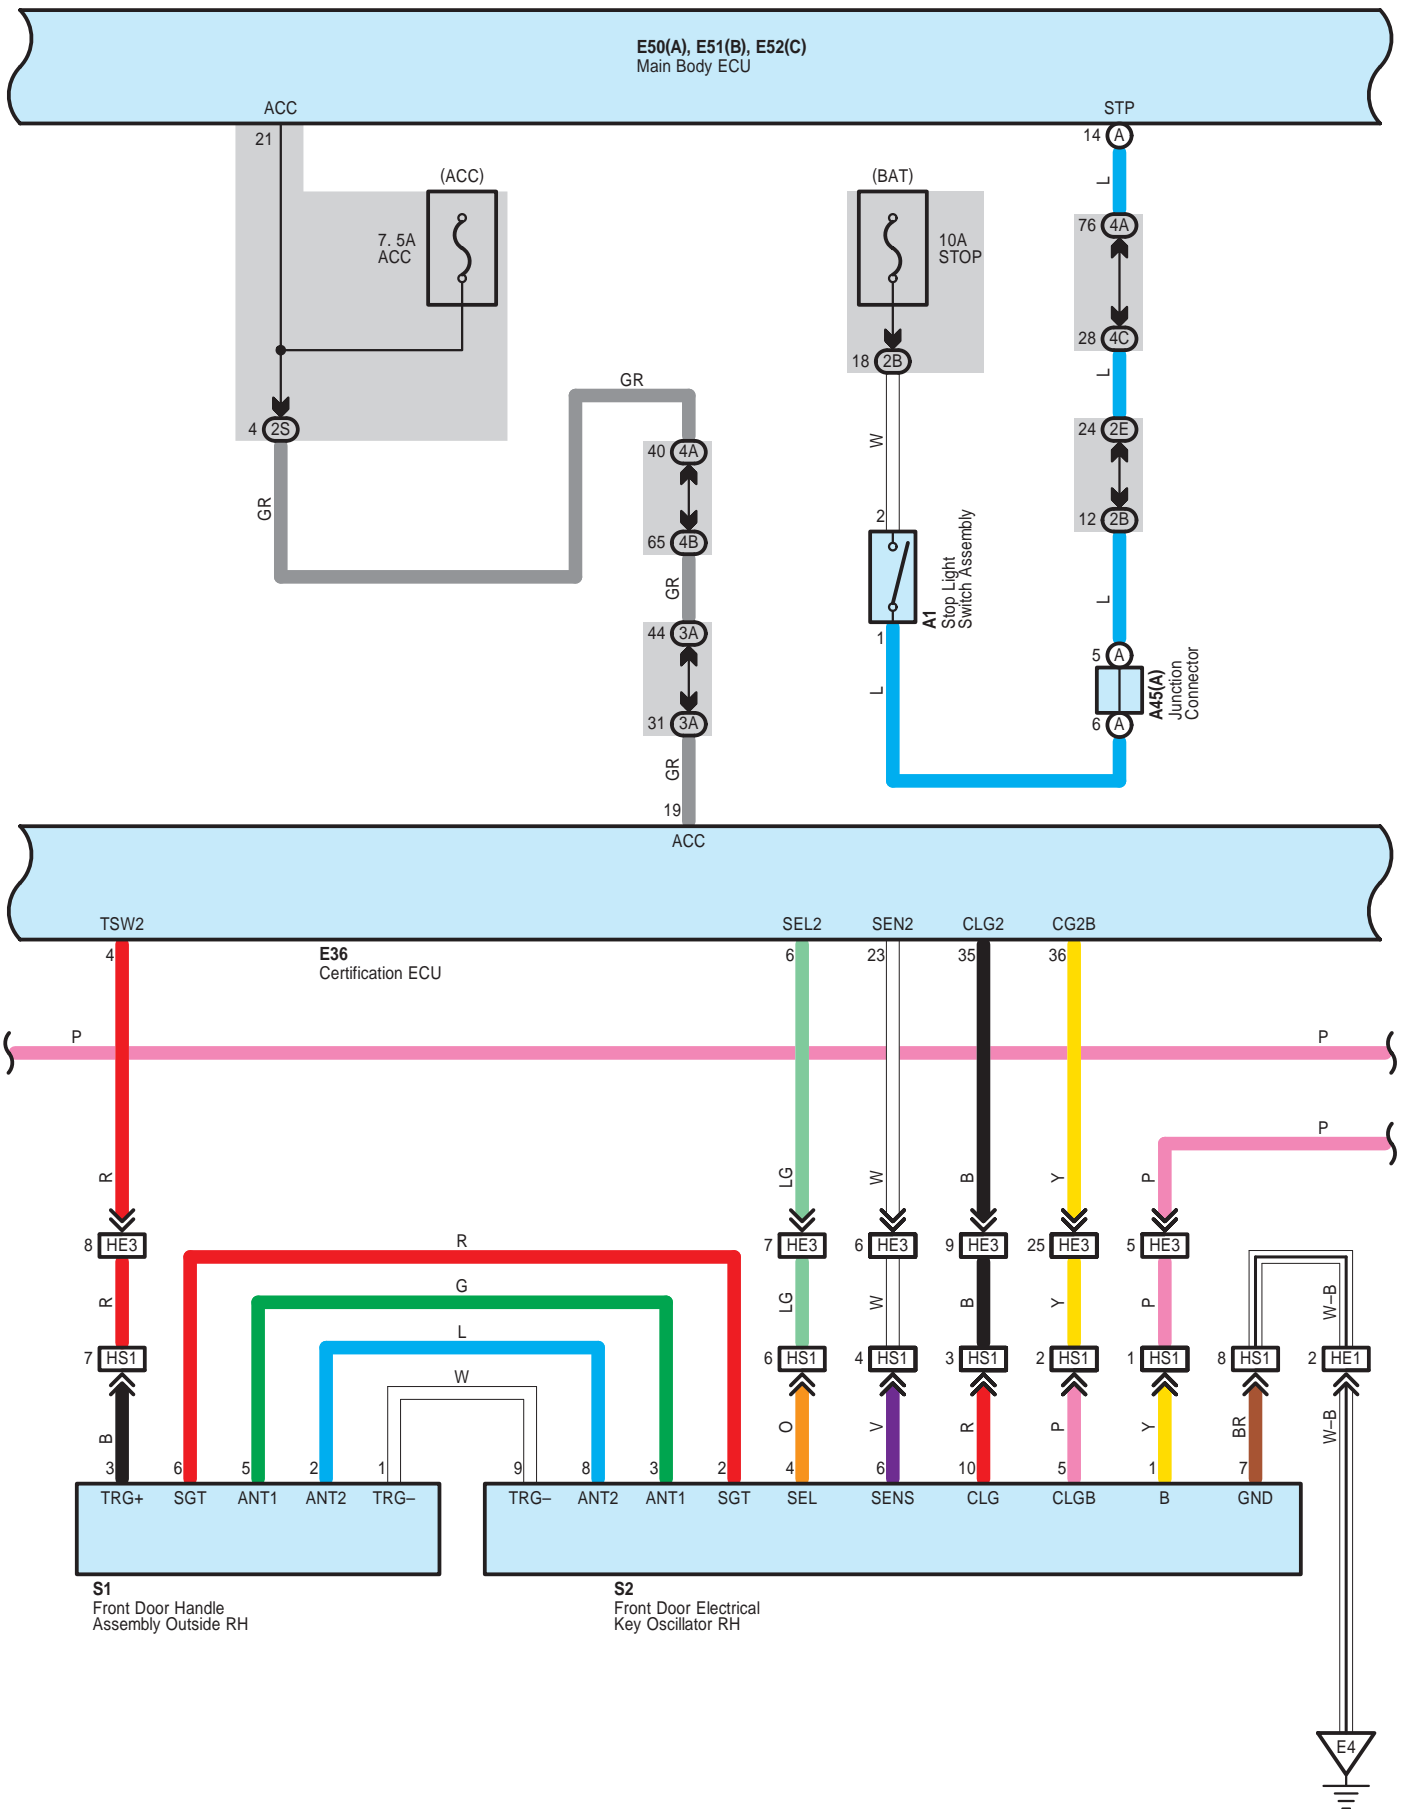 E50(A), E51(B), E52(C)
Main Body ECU
ACC
STP
21
14 A
(ACC)
(BAT)
L
7. 5A
ACC
10A
STOP
76 4A
28 4C
18 2B
L
GR
4 2S
24 2E
40 4A
W
GR
12 2B
2
65 4B
A1
Stop Light
Switch Assembly
GR
L
44 3A
1
5 A
A45(A)
Junction
Connector
L
31 3A
6 A
GR
19
ACC
TSW2
SEL2
SEN2
CLG2
CG2B
4
E36
Certification ECU
6
23
35
36
P
P
P
R
LG
W
B
Y
P
8 HE3
R
7 HE3
6 HE3
9 HE3
25 HE3
5 HE3
G
R
LG
W
B
Y
P
W–B
L
7 HS1
6 HS1
4 HS1
3 HS1
2 HS1
1 HS1
8 HS1
2 HE1
W
B
O
V
R
P
Y
BR
W–B
3
6
5
2
1
9
8
3
2
4
6
10
5
1
7
TRG+
SGT
ANT1
ANT2
TRG–
TRG–
ANT2
ANT1
SGT
SEL
SENS
CLG
CLGB
B
GND
S1
Front Door Handle
Assembly Outside RH
S2
Front Door Electrical
Key Oscillator RH
E4